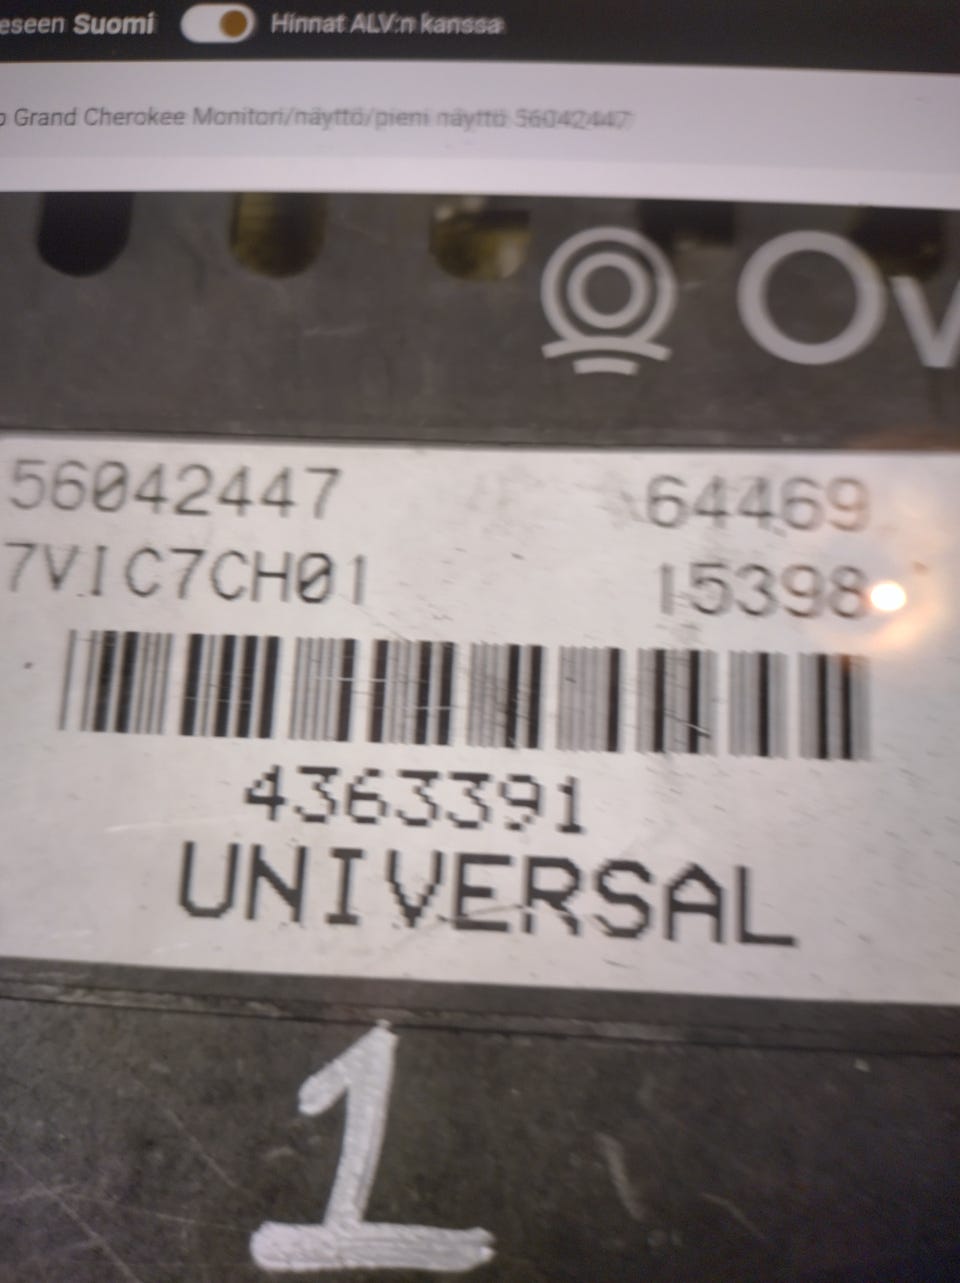 eseen Suomi Hinnat ALV:n kanssa
Grand Cherokee Monitori/näyttö/pieni näyttö 56042447
Ov
56042447 64469
7VIC7CH01 15398
4363391
UNIVERSAL
1